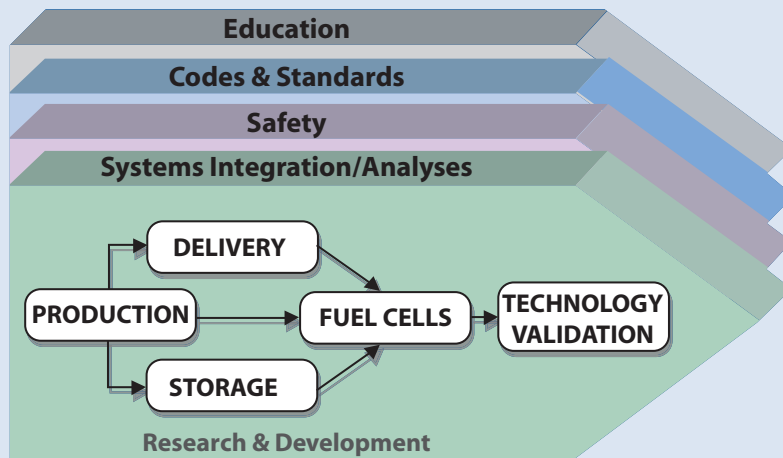 Education
Codes & Standards
Safety
Systems Integration/Analyses
DELIVERY
PRODUCTION
FUEL CELLS
TECHNOLOGY
VALIDATION
STORAGE
Research & Development